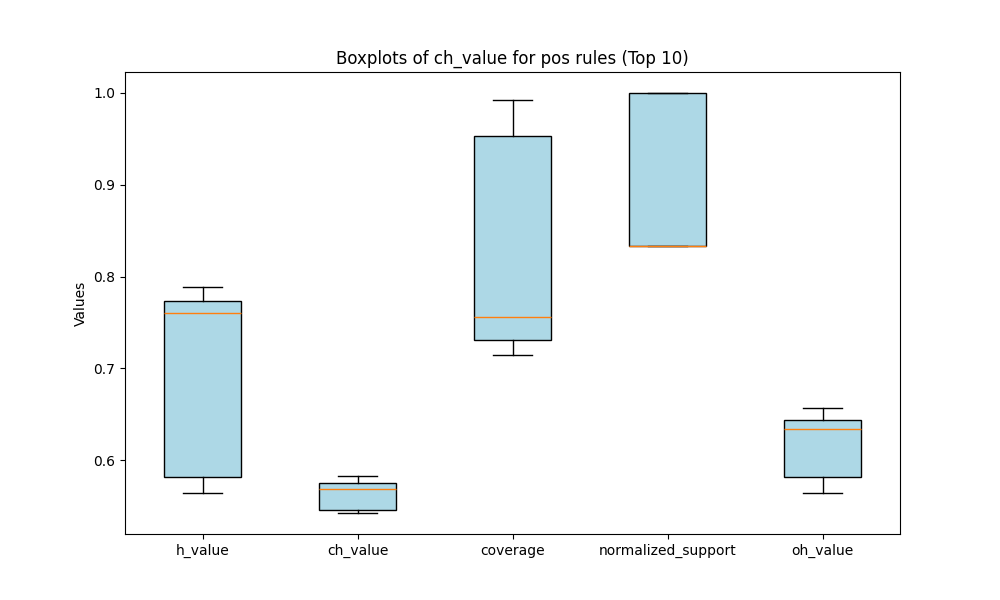 Boxplots of ch_value for pos rules (Top 10)
Values
1.0
0.9
0.8
0.7
0.6
h_value
ch_value
coverage
normalized_support
oh_value